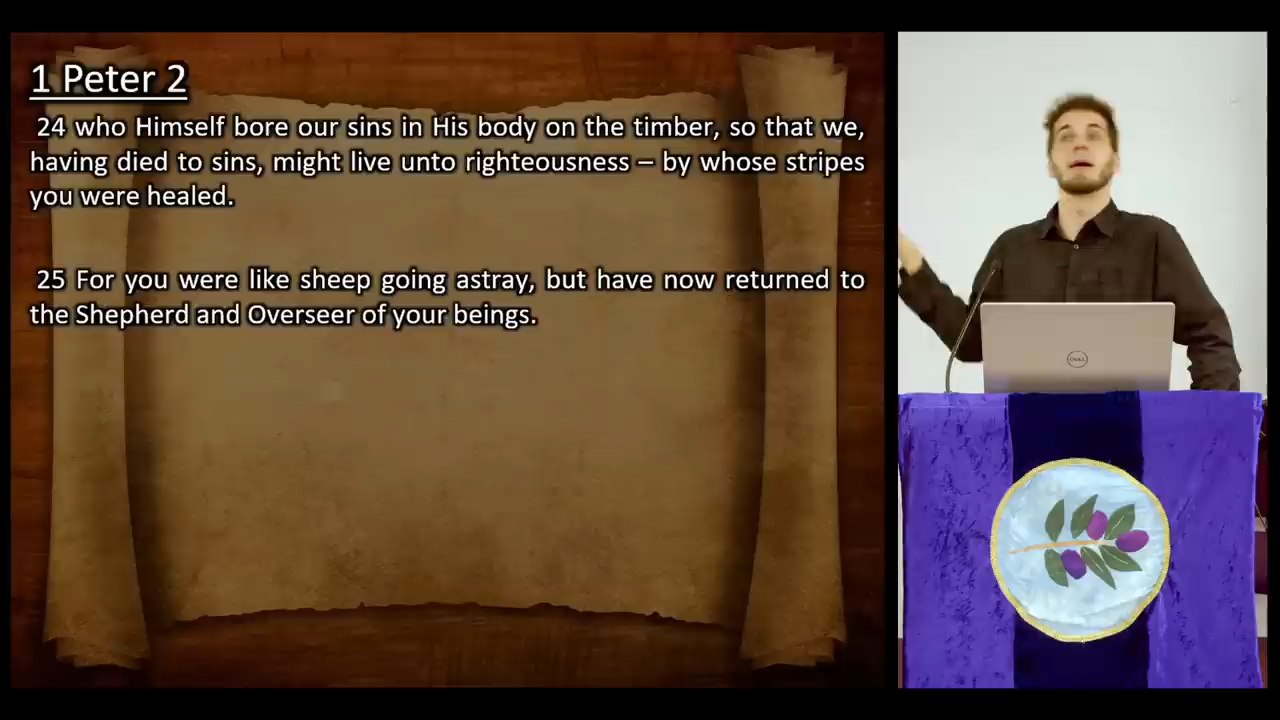 1 Peter 2
24 who Himself bore our sins in His body on the timber, so that we,
having died to sins, might live unto righteousness – by whose stripes
you were healed.
25 For you were like sheep going astray, but have now returned to
the Shepherd and Overseer of your beings.
DELL